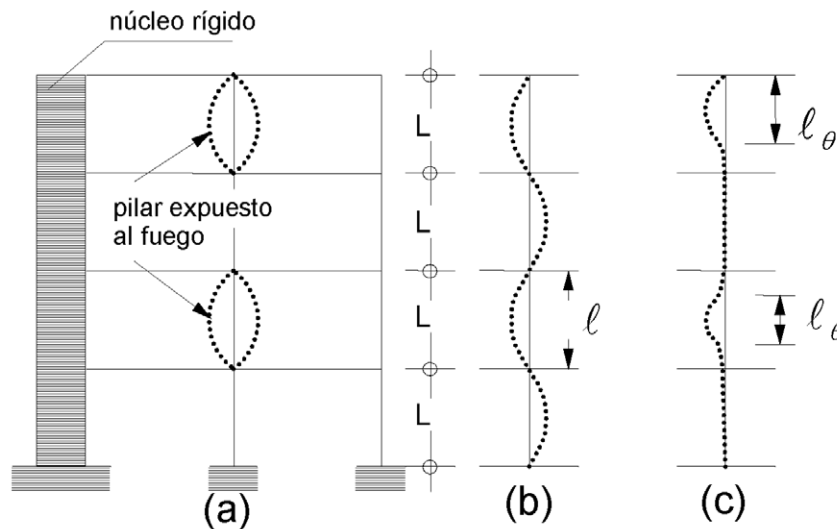 núcleo rígido
pilar expuesto
al fuego
L
L
L
L
ℓ
ℓ θ
ℓ θ
(a)
(b)
(c)